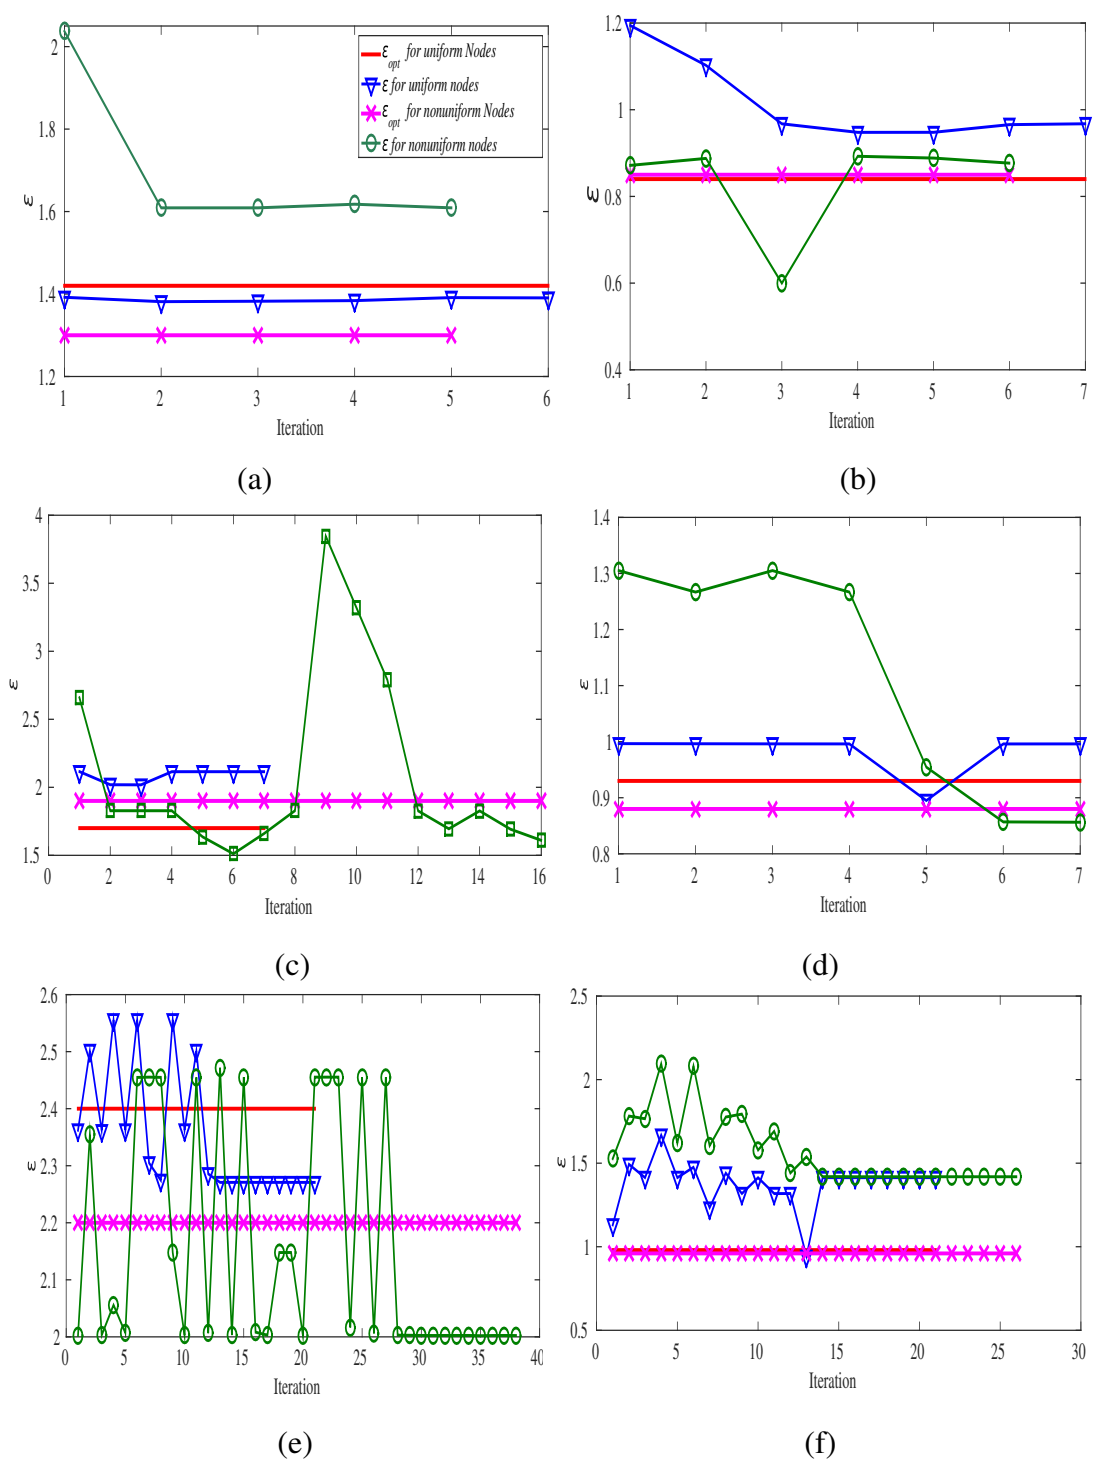 2
1.8
1.6
1.4
1.2
ε
1 2 3 4 5 6
Iteration
ε opt for uniform Nodes
ε for uniform nodes
ε opt for nonuniform Nodes
ε for nonuniform nodes
(a)
1.2
1
0.8
0.6
0.4
ε
1 2 3 4 5 6 7
Iteration
(b)
4
3.5
3
2.5
2
1.5
ε
0 2 4 6 8 10 12 14 16
Iteration
(c)
1.4
1.3
1.2
1.1
1
0.9
0.8
ε
1 2 3 4 5 6 7
Iteration
(d)
2.6
2.5
2.4
2.3
2.2
2.1
2
ε
0 5 10 15 20 25 30 35 40
Iteration
(e)
2.5
2
1.5
1
0.5
ε
0 5 10 15 20 25 30
Iteration
(f)